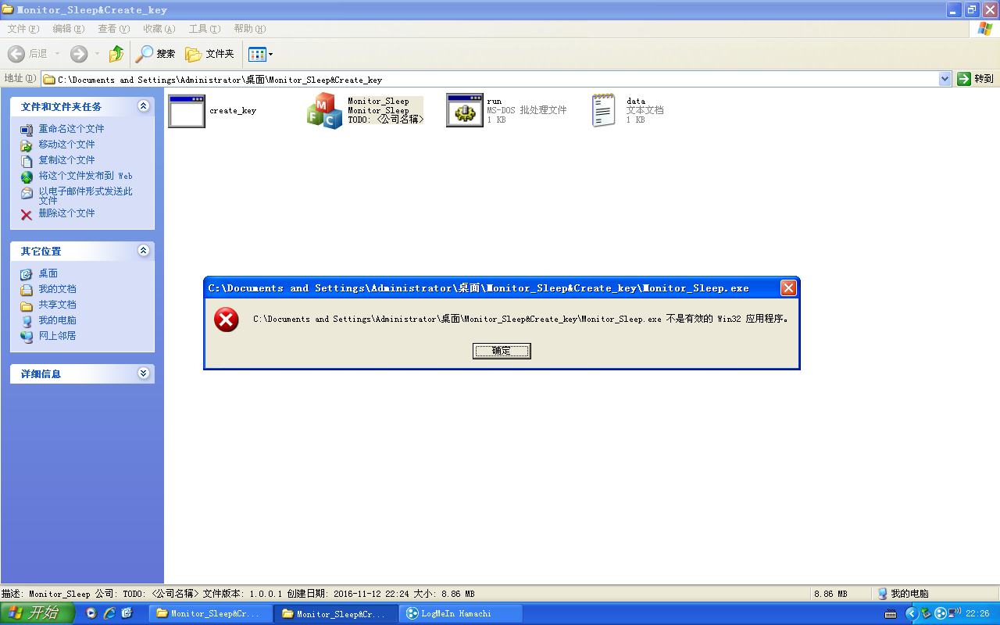 Monitor_Sleep&Create_key
文件(F) 编辑(E) 查看(V) 收藏(A) 工具(T) 帮助(H)
后退 搜索 文件夹
地址(D) C:\Documents and Settings\Administrator\桌面\Monitor_Sleep&Create_key 转到
文件和文件夹任务
重命名这个文件
移动这个文件
复制这个文件
将这个文件发布到 Web
以电子邮件形式发送此
文件
删除这个文件
其它位置
桌面
我的文档
共享文档
我的电脑
网上邻居
详细信息
create_key
M
F
C
Monitor_Sleep
Monitor_Sleep
TODO: <公司名稱>
run
MS-DOS 批处理文件
1 KB
data
文本文档
1 KB
C:\Documents and Settings\Administrator\桌面\Monitor_Sleep&Create_key\Monitor_Sleep.exe
C:\Documents and Settings\Administrator\桌面\Monitor_Sleep&Create_key\Monitor_Sleep.exe 不是有效的 Win32 应用程序。
确定
描述: Monitor_Sleep 公司: TODO: <公司名稱> 文件版本: 1.0.0.1 创建日期: 2016-11-12 22:24 大小: 8.86 MB 8.86 MB 我的电脑
开始 Monitor_Sleep&Cr... Monitor_Sleep&Cr... LogMeIn Hamachi 22:26